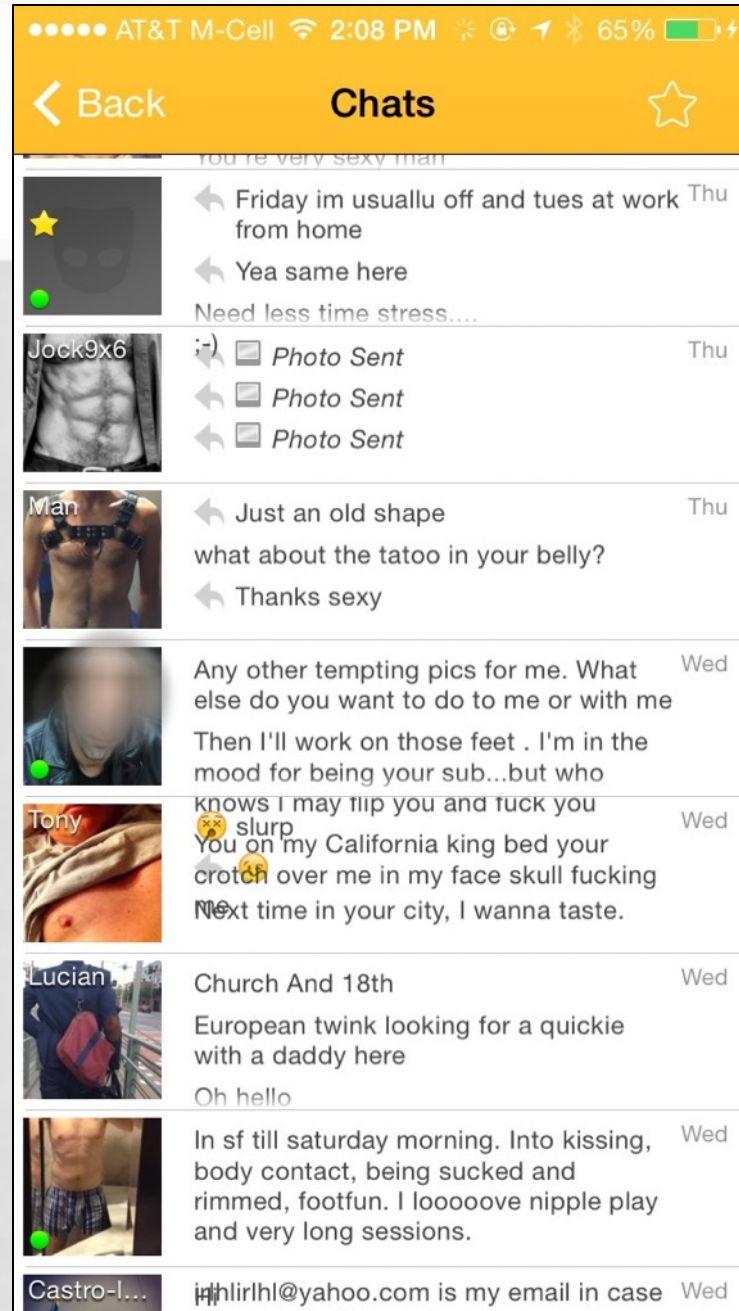 AT&T M-Cell 2:08 PM 65%
Back Chats
You're very sexy man
Friday im usuallu off and tues at work Thu
from home
Yea same here
Need less time stress....
Jock9x6 ;-) Photo Sent Thu
Photo Sent
Photo Sent
Man Just an old shape Thu
what about the tatoo in your belly?
Thanks sexy
Any other tempting pics for me. What Wed
else do you want to do to me or with me
Then I'll work on those feet . I'm in the
mood for being your sub...but who
knows I may flip you and fuck you
Tony slurp Wed
You on my California king bed your
crotch over me in my face skull fucking
me
Next time in your city, I wanna taste.
Lucian Church And 18th Wed
European twink looking for a quickie
with a daddy here
Oh hello
In sf till saturday morning. Into kissing, Wed
body contact, being sucked and
rimmed, footfun. I looooove nipple play
and very long sessions.
Castro-l... is my email in case Wed